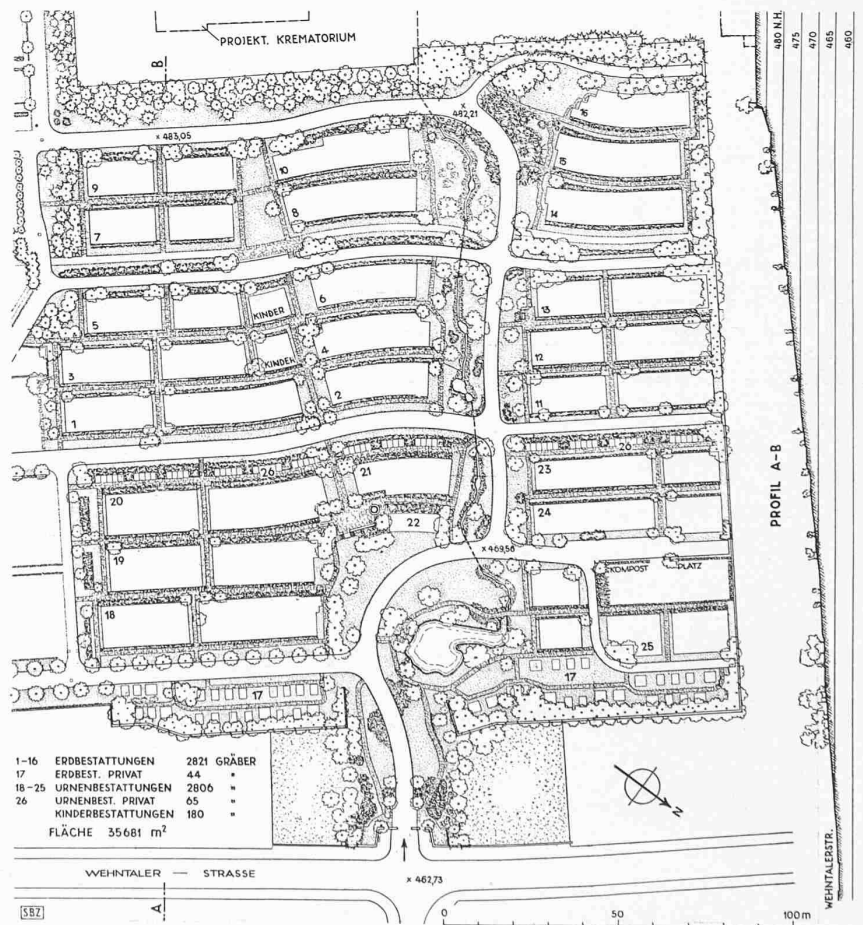 PROJEKT. KREMATORIUM
B
480 N.H.
475
470
465
460
× 483,05
× 482,21
16
15
14
9
10
7
8
6
5
KINDER
13
3
KINDER
4
12
2
1
11
26
26
21
23
20
22
24
19
× 469,56
KOMPOST PLATZ
18
25
17
17
PROFIL A-B
1-16 ERDBESTATTUNGEN 2821 GRÄBER
17 ERDBEST. PRIVAT 44 "
18-25 URNENBESTATTUNGEN 2806 "
26 URNENBEST. PRIVAT 65 "
KINDERBESTATTUNGEN 180 "
FLÄCHE 35681 m²
N
WEHNTALER — STRASSE
× 462,73
WEHNTALERSTR.
A
SBZ
0 50 100 m